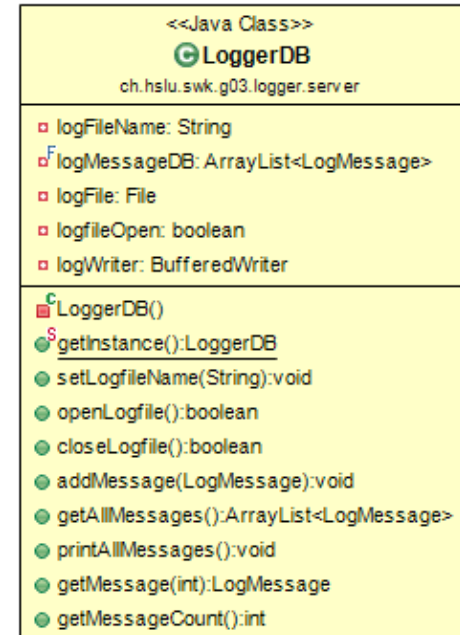 <<Java Class>>
C LoggerDB
ch.hslu.swk.g03.logger.server
logFileName: String
F logMessageDB: ArrayList<LogMessage>
logFile: File
logfileOpen: boolean
logWriter: BufferedWriter
C LoggerDB()
S getInstance():LoggerDB
setLogfileName(String):void
openLogfile():boolean
closeLogfile():boolean
addMessage(LogMessage):void
getAllMessages():ArrayList<LogMessage>
printAllMessages():void
getMessage(int):LogMessage
getMessageCount():int